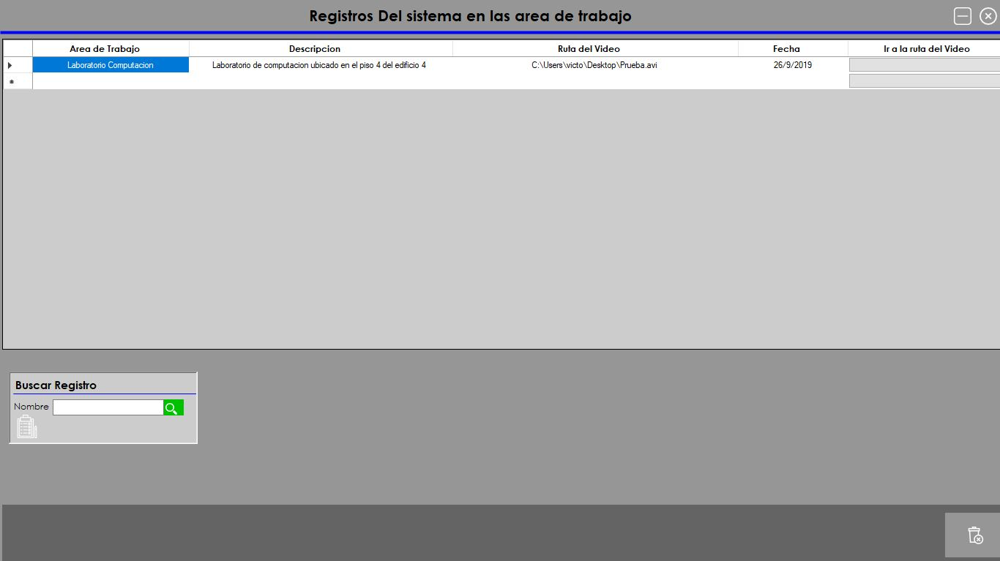 Registros Del sistema en las area de trabajo
Area de Trabajo Descripcion Ruta del Video Fecha Ir a la ruta del Video
Laboratorio Computacion Laboratorio de computacion ubicado en el piso 4 del edificio 4 C:\Users\victo\Desktop\Prueba.avi 26/9/2019
*
Buscar Registro
Nombre